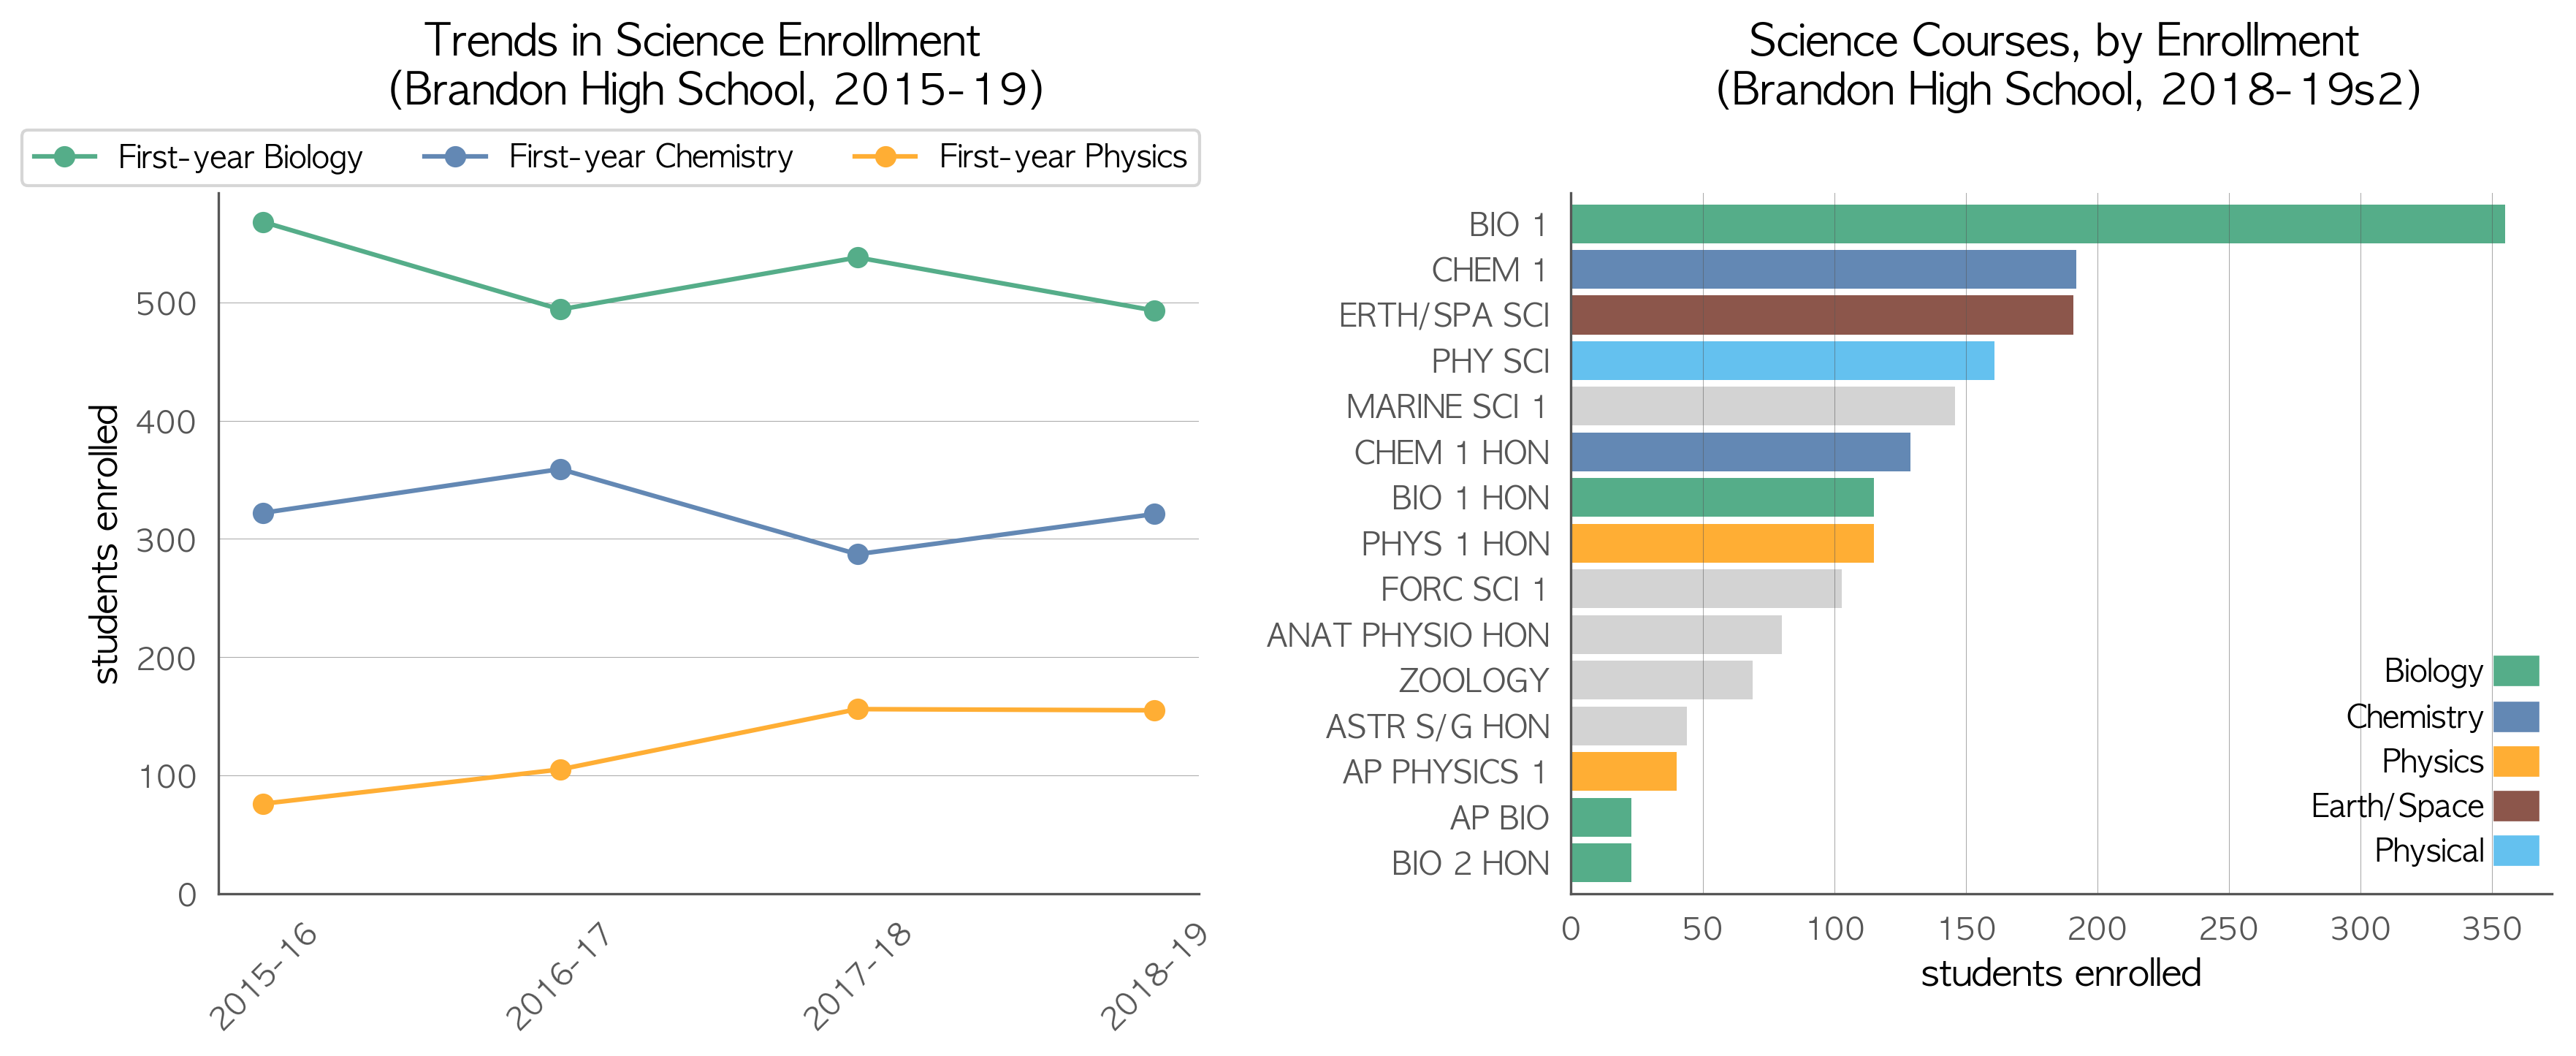 Trends in Science Enrollment
(Brandon High School, 2015-19)
First-year Biology
First-year Chemistry
First-year Physics
students enrolled
500
400
300
200
100
0
2015-16
2016-17
2017-18
2018-19
Science Courses, by Enrollment
(Brandon High School, 2018-19s2)
BIO 1
CHEM 1
ERTH/SPA SCI
PHY SCI
MARINE SCI 1
CHEM 1 HON
BIO 1 HON
PHYS 1 HON
FORC SCI 1
ANAT PHYSIO HON
ZOOLOGY
ASTR S/G HON
AP PHYSICS 1
AP BIO
BIO 2 HON
Biology
Chemistry
Physics
Earth/Space
Physical
0
50
100
150
200
250
300
350
students enrolled